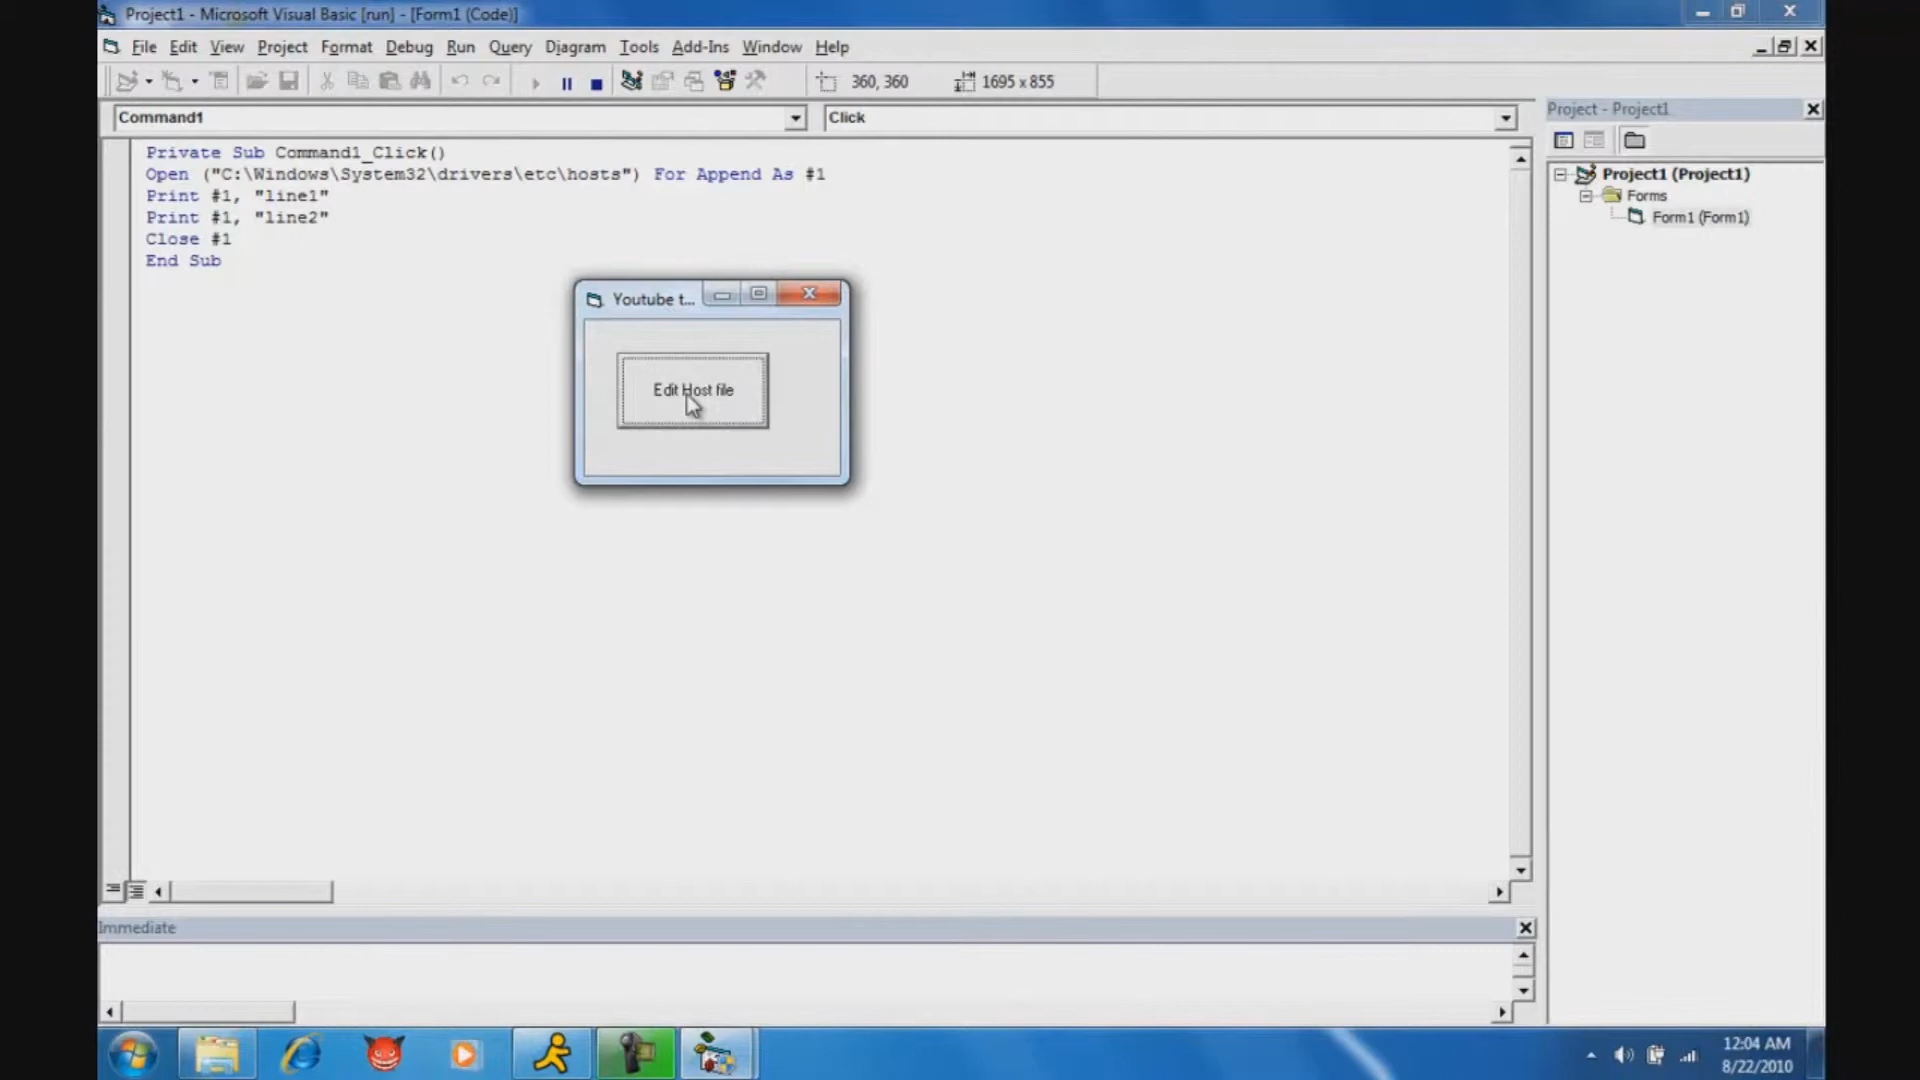 Project1 - Microsoft Visual Basic [run] - [Form1 (Code)]
File Edit View Project Format Debug Run Query Diagram Tools Add-Ins Window Help
360, 360 1695 x 855
Command1
Click
Project - Project1
Private Sub Command1_Click()
Open ("C:\Windows\System32\drivers\etc\hosts") For Append As #1
Print #1, "line1"
Print #1, "line2"
Close #1
End Sub
Project1 (Project1)
Forms
Form1 (Form1)
Youtube t...
Edit Host file
Immediate
12:04 AM
8/22/2010